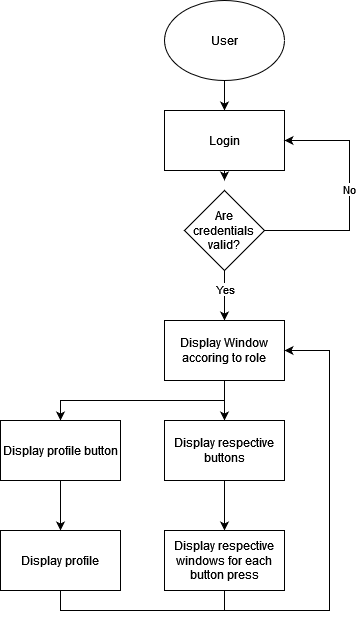 User
Login
Are
credentials
valid?
No
Yes
Display Window
accoring to role
Display profile button
Display respective
buttons
Display profile
Display respective
windows for each
button press